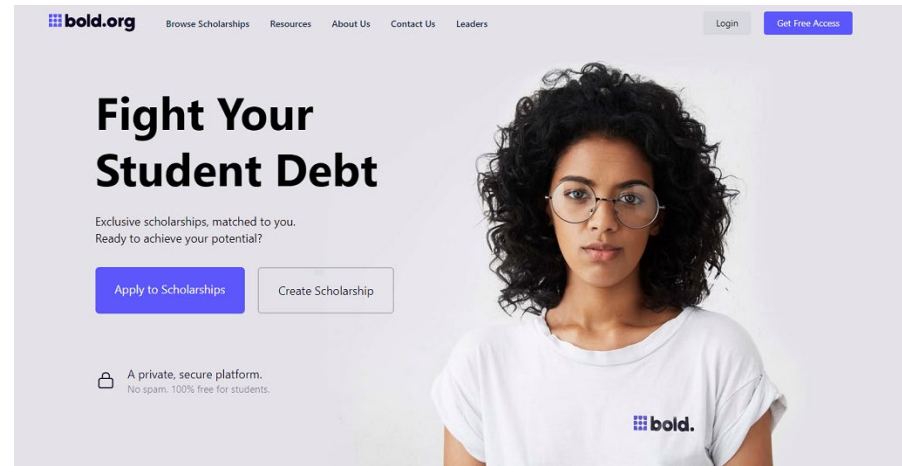 bold.org
Browse Scholarships
Resources
About Us
Contact Us
Leaders
Login
Get Free Access
Fight Your
Student Debt
Exclusive scholarships, matched to you.
Ready to achieve your potential?
Apply to Scholarships
Create Scholarship
A private, secure platform.
No spam. 100% free for students.
bold.